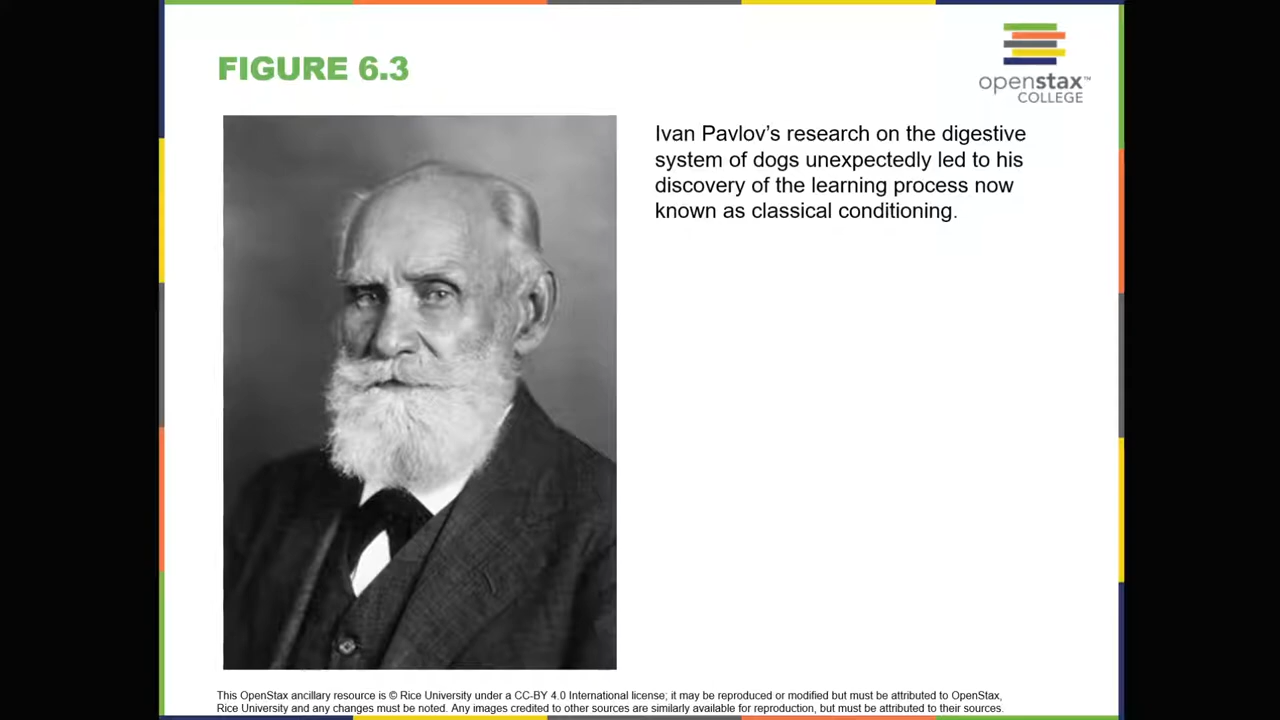 FIGURE 6.3
openstax™
COLLEGE
Ivan Pavlov’s research on the digestive
system of dogs unexpectedly led to his
discovery of the learning process now
known as classical conditioning.
This OpenStax ancillary resource is © Rice University under a CC-BY 4.0 International license; it may be reproduced or modified but must be attributed to OpenStax,
Rice University and any changes must be noted. Any images credited to other sources are similarly available for reproduction, but must be attributed to their sources.